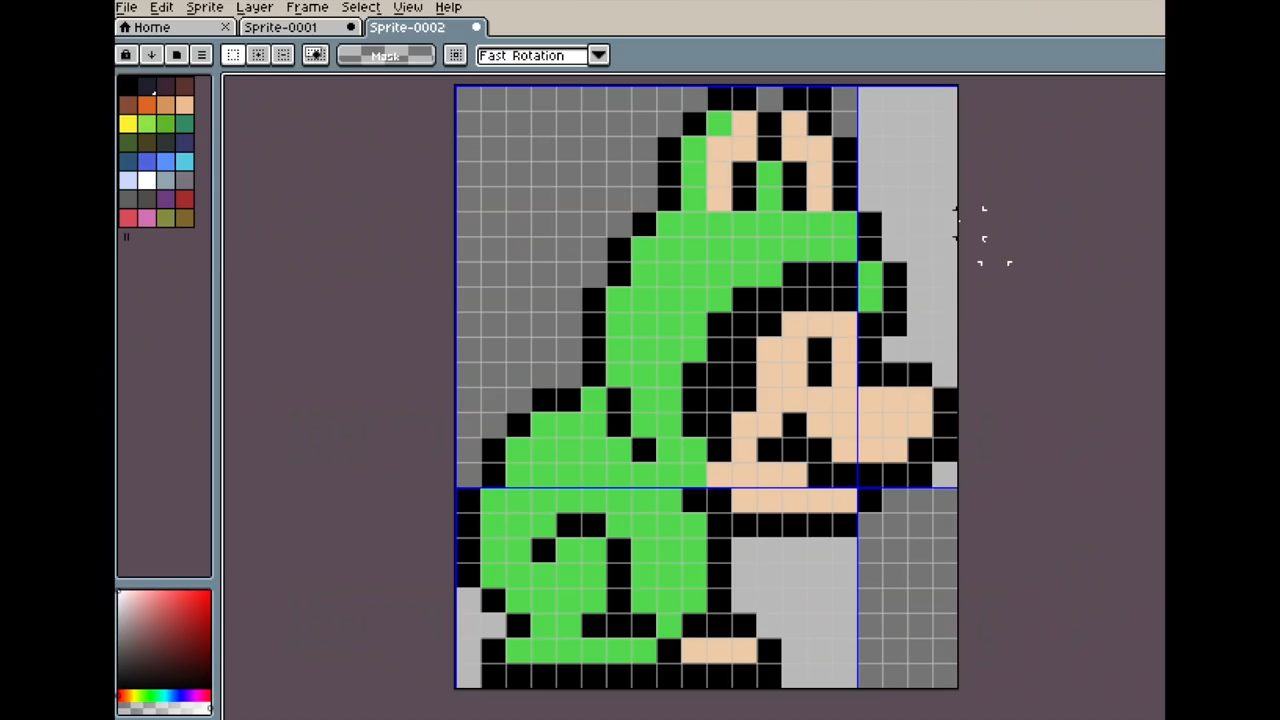 File Edit Sprite Layer Frame Select View Help
Home Sprite-0001 Sprite-0002
Mask Fast Rotation